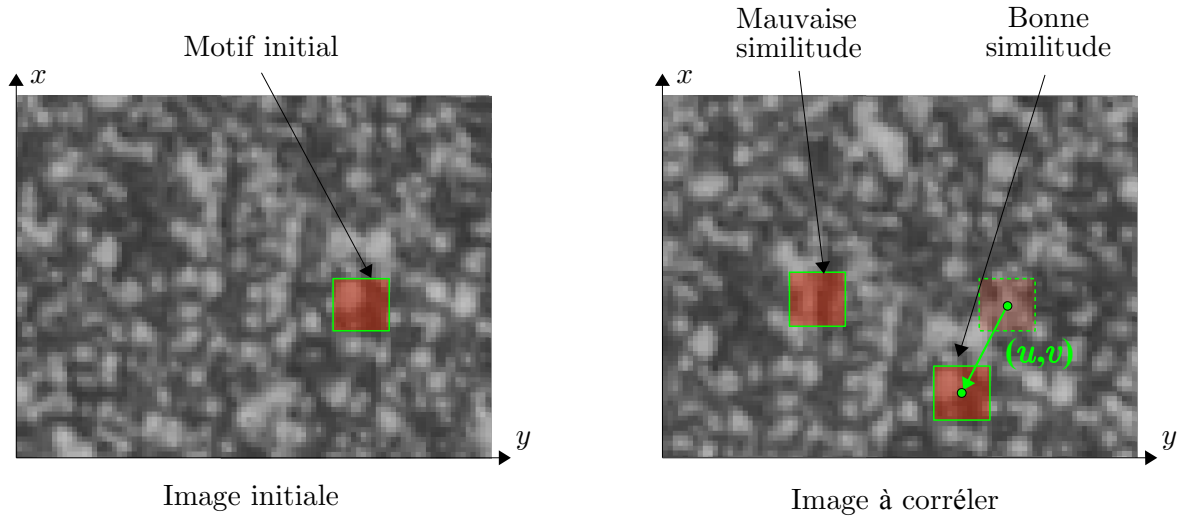 Motif initial
x
y
Image initiale
Mauvaise
similitude
Bonne
similitude
x
(u,v)
y
Image à corréler